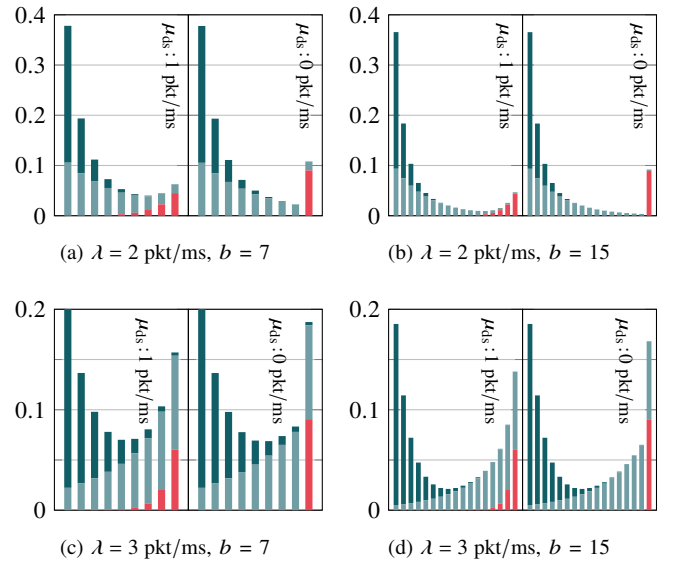 0.4
0.3
0.2
0.1
0
μds: 1 pkt/ms
μds: 0 pkt/ms
(a) λ = 2 pkt/ms, b = 7
0.4
0.3
0.2
0.1
0
μds: 1 pkt/ms
μds: 0 pkt/ms
(b) λ = 2 pkt/ms, b = 15
0.2
0.1
0
μds: 1 pkt/ms
μds: 0 pkt/ms
(c) λ = 3 pkt/ms, b = 7
0.2
0.1
0
μds: 1 pkt/ms
μds: 0 pkt/ms
(d) λ = 3 pkt/ms, b = 15